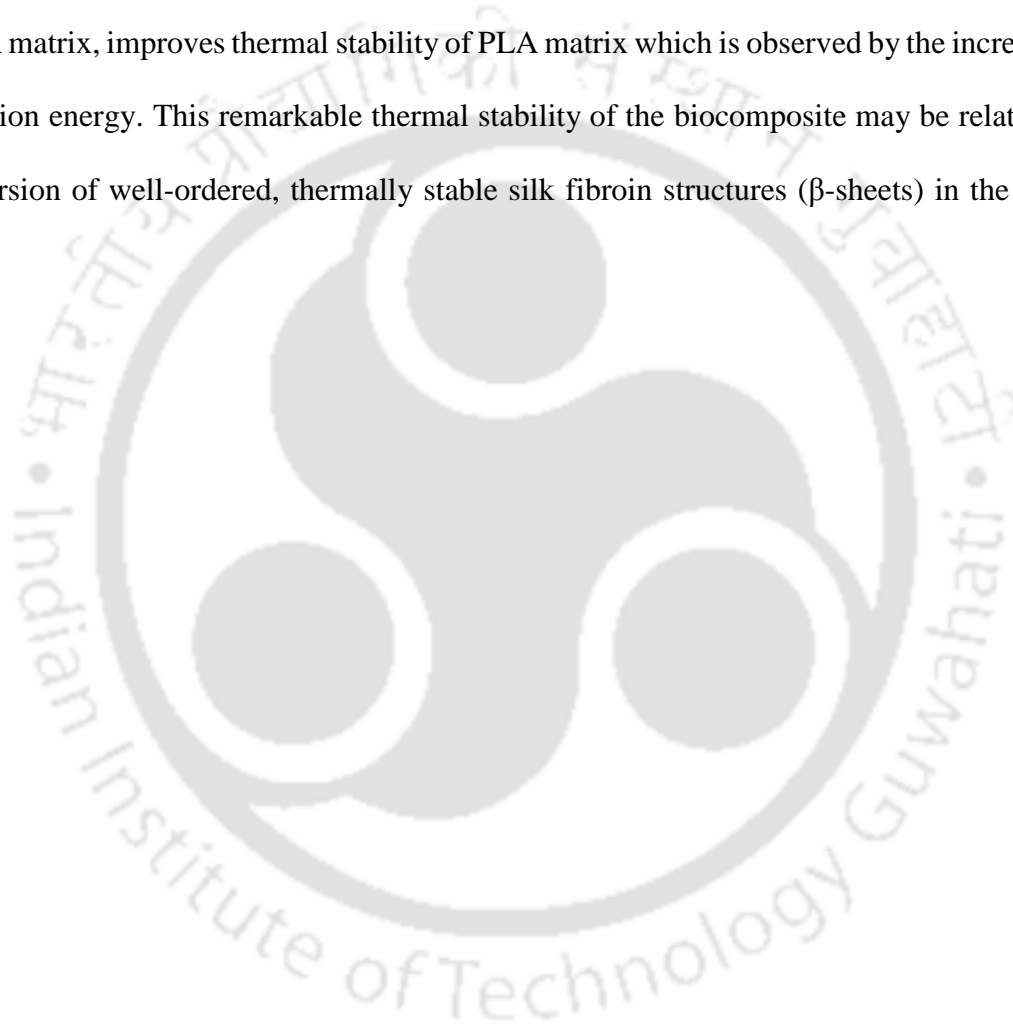 matrix, improves thermal stability of PLA matrix which is observed by the incre
ion energy. This remarkable thermal stability of the biocomposite may be relat
rsion of well-ordered, thermally stable silk fibroin structures (β-sheets) in the
भारतीय प्रौद्योगिकी संस्थान गुवाहाटी
Indian Institute of Technology Guwahati